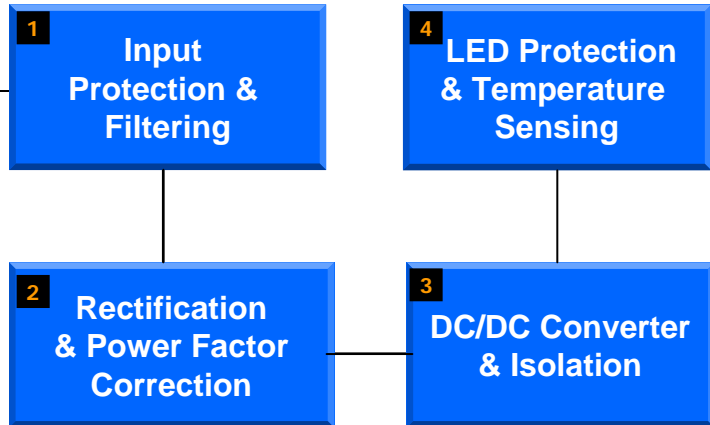 1
Input
Protection &
Filtering
2
Rectification
& Power Factor
Correction
3
DC/DC Converter
& Isolation
4
LED Protection
& Temperature
Sensing